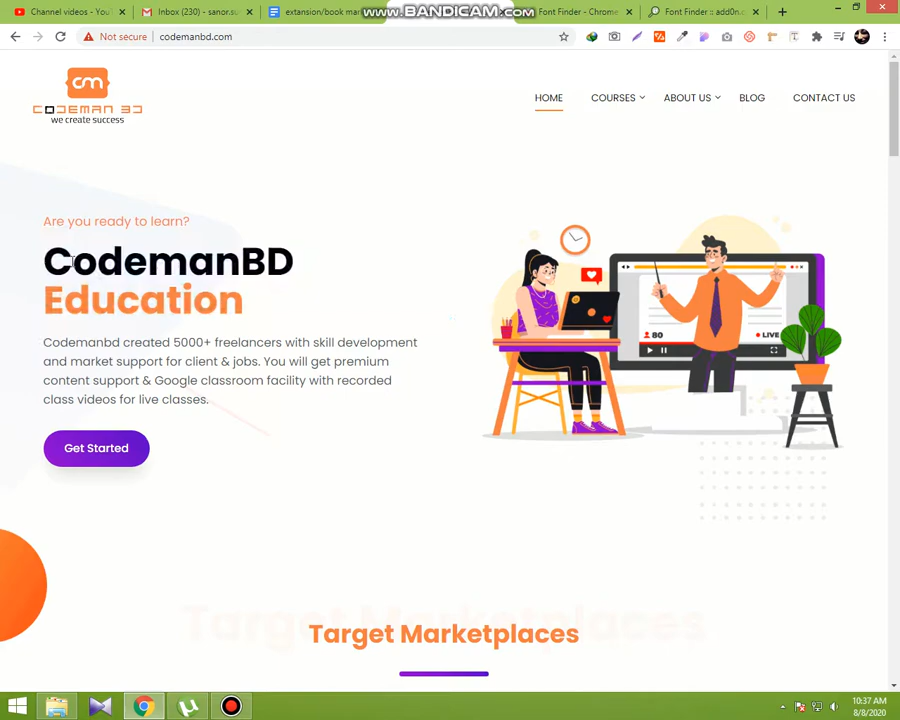 Channel videos - You
Inbox (230) - sanor.s
extansion/book mar
www.BANDICAM.com
Font Finder - Chrome
Font Finder :: add0n.c
Not secure
codemanbd.com
cm
CODEMAN BD
we create success
HOME
COURSES
ABOUT US
BLOG
CONTACT US
Are you ready to learn?
CodemanBD
Education
Codemanbd created 5000+ freelancers with skill development
and market support for client & jobs. You will get premium
content support & Google classroom facility with recorded
class videos for live classes.
Get Started
80
Target Marketplaces
Target Marketplaces
10:37 AM
8/8/2020